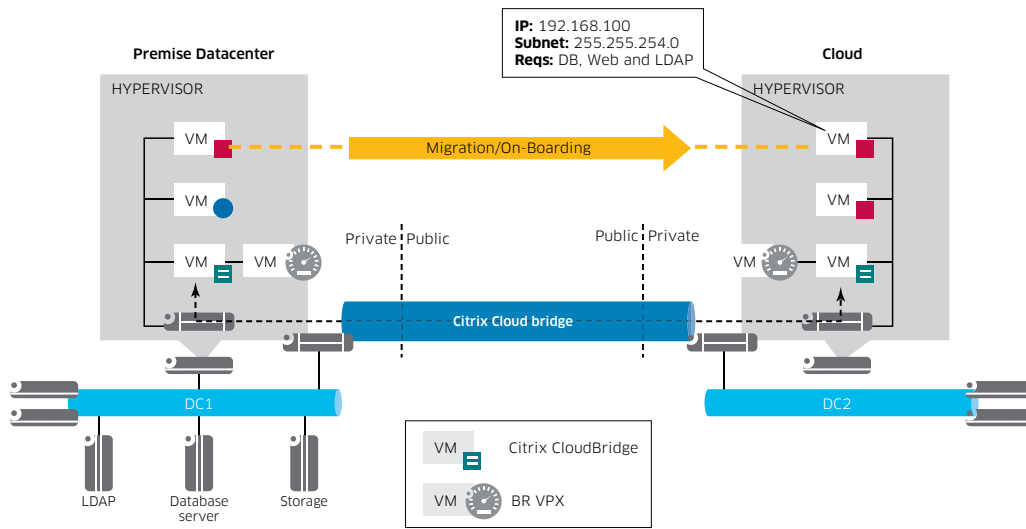 IP: 192.168.100
Subnet: 255.255.254.0
Reqs: DB, Web and LDAP
Premise Datacenter
Cloud
HYPERVISOR
HYPERVISOR
VM
Migration/On-Boarding
VM
VM
VM
Private
Public
Public
Private
VM
VM
VM
VM
Citrix Cloud bridge
DC1
DC2
LDAP
Database
server
Storage
VM
Citrix CloudBridge
VM
BR VPX